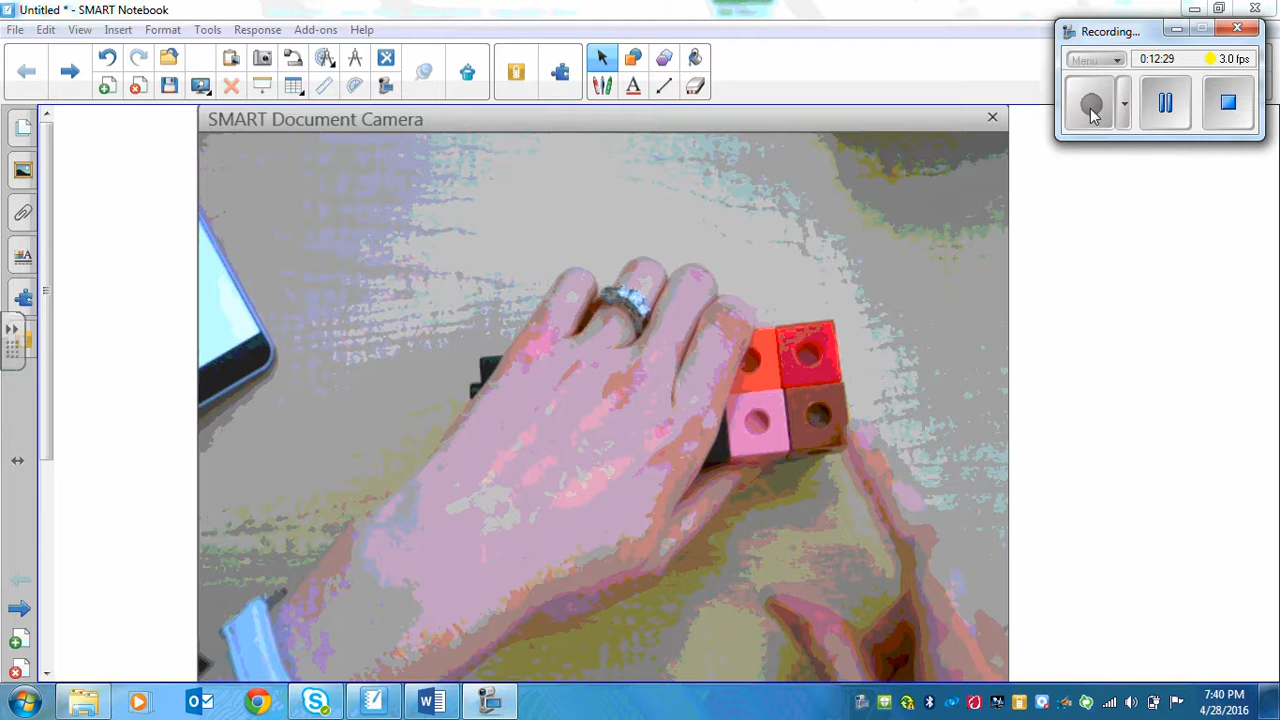 Untitled * - SMART Notebook
File Edit View Insert Format Tools Response Add-ons Help
Recording...
Menu 0:12:29 3.0 fps
SMART Document Camera
7:40 PM
4/28/2016